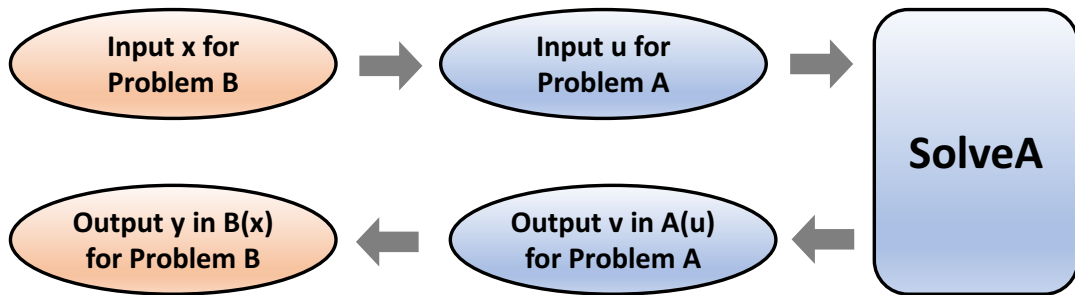 Input x for
Problem B
Input u for
Problem A
SolveA
Output y in B(x)
for Problem B
Output v in A(u)
for Problem A